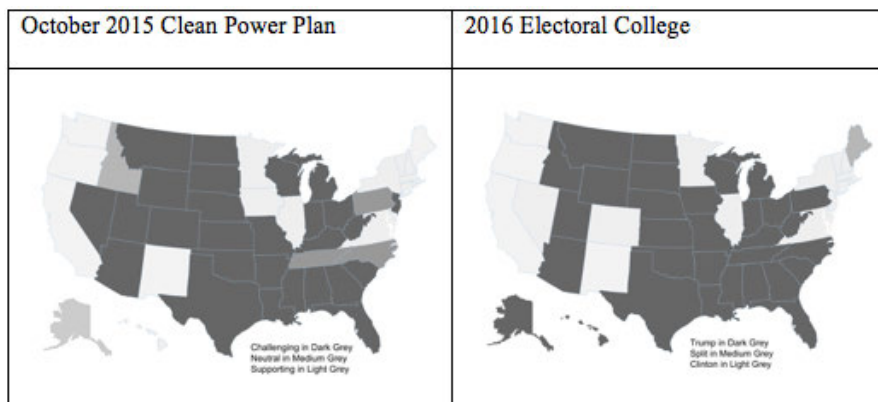 October 2015 Clean Power Plan
2016 Electoral College
Challenging in Dark Grey
Neutral in Medium Grey
Supporting in Light Grey
Trump in Dark Grey
Split in Medium Grey
Clinton in Light Grey